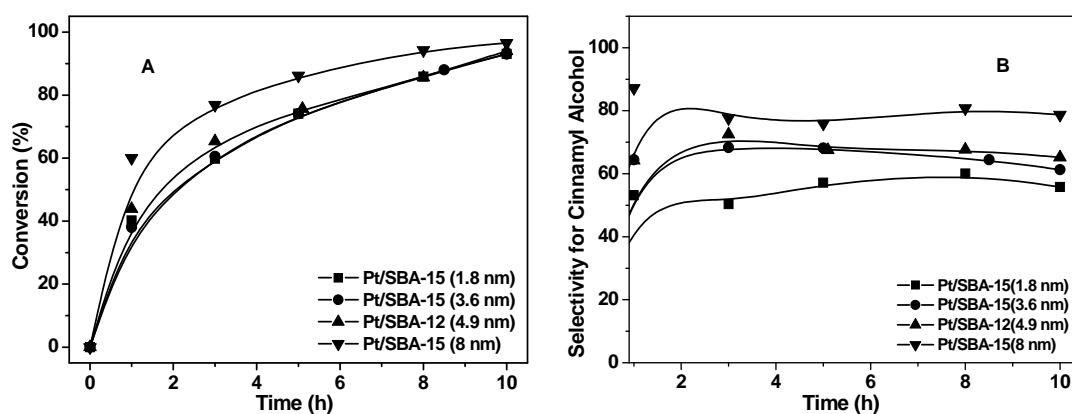 A
Conversion (%)
100
80
60
40
20
0
Pt/SBA-15 (1.8 nm)
Pt/SBA-15 (3.6 nm)
Pt/SBA-12 (4.9 nm)
Pt/SBA-15 (8 nm)
0 2 4 6 8 10
Time (h)
B
Selectivity for Cinnamyl Alcohol
100
80
60
40
20
0
Pt/SBA-15(1.8 nm)
Pt/SBA-15(3.6 nm)
Pt/SBA-12(4.9 nm)
Pt/SBA-15(8 nm)
2 4 6 8 10
Time (h)